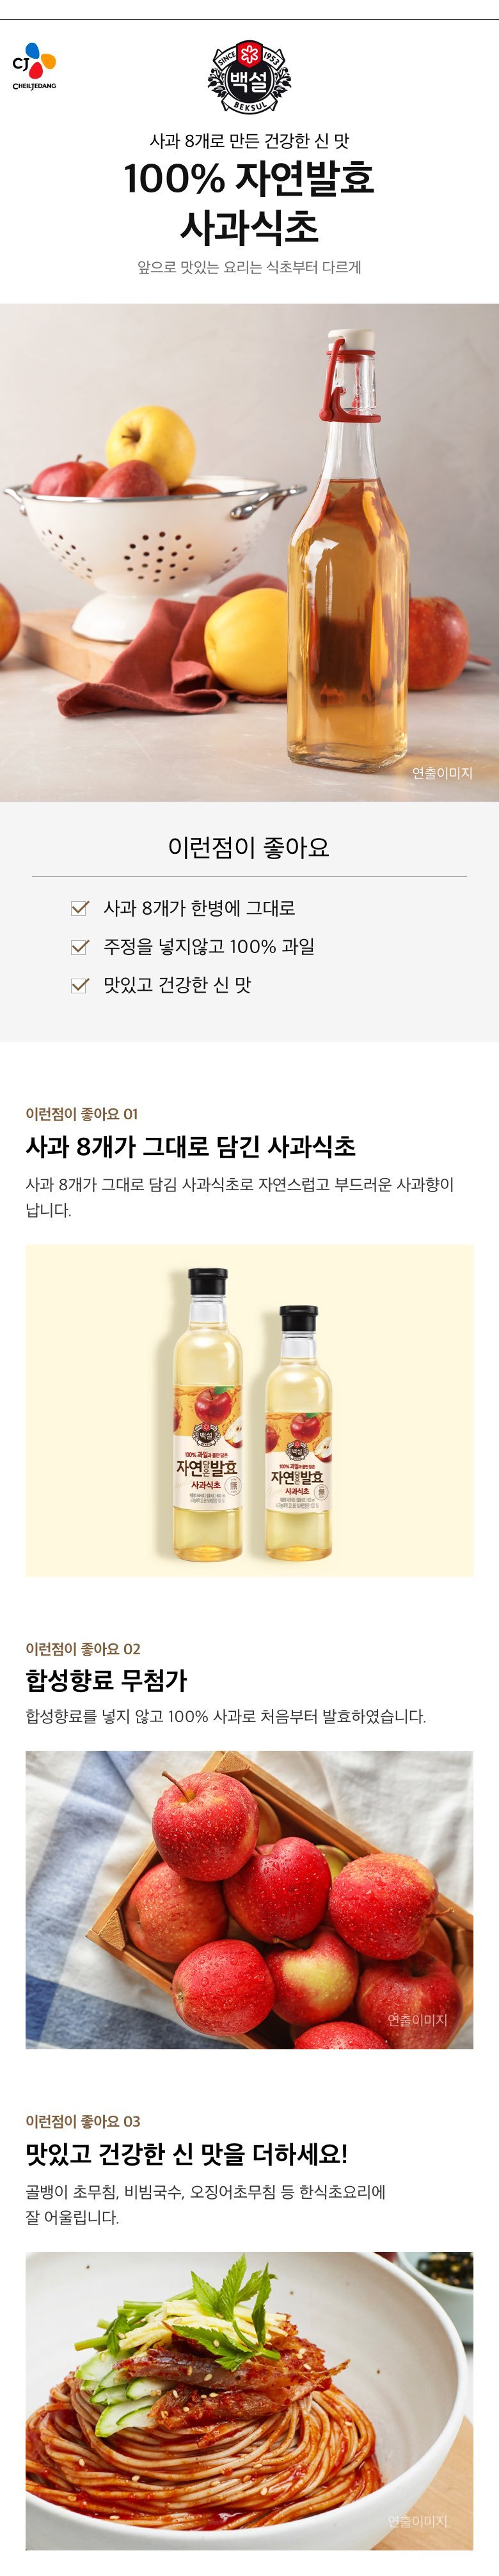 CJ
CHEILJEDANG
SINCE 1953
백설
BEKSUL
사과 8개로 만든 건강한 신 맛
100% 자연발효
사과식초
앞으로 맛있는 요리는 식초부터 다르게
연출이미지
이런점이 좋아요
사과 8개가 한병에 그대로
주정을 넣지않고 100% 과일
맛있고 건강한 신 맛
이런점이 좋아요 01
사과 8개가 그대로 담긴 사과식초
사과 8개가 그대로 담김 사과식초로 자연스럽고 부드러운 사과향이
납니다.
백설
자연발효
사과식초
無
백설
자연발효
사과식초
無
이런점이 좋아요 02
합성향료 무첨가
합성향료를 넣지 않고 100% 사과로 처음부터 발효하였습니다.
연출이미지
이런점이 좋아요 03
맛있고 건강한 신 맛을 더하세요!
골뱅이 초무침, 비빔국수, 오징어초무침 등 한식초요리에
잘 어울립니다.
연출이미지